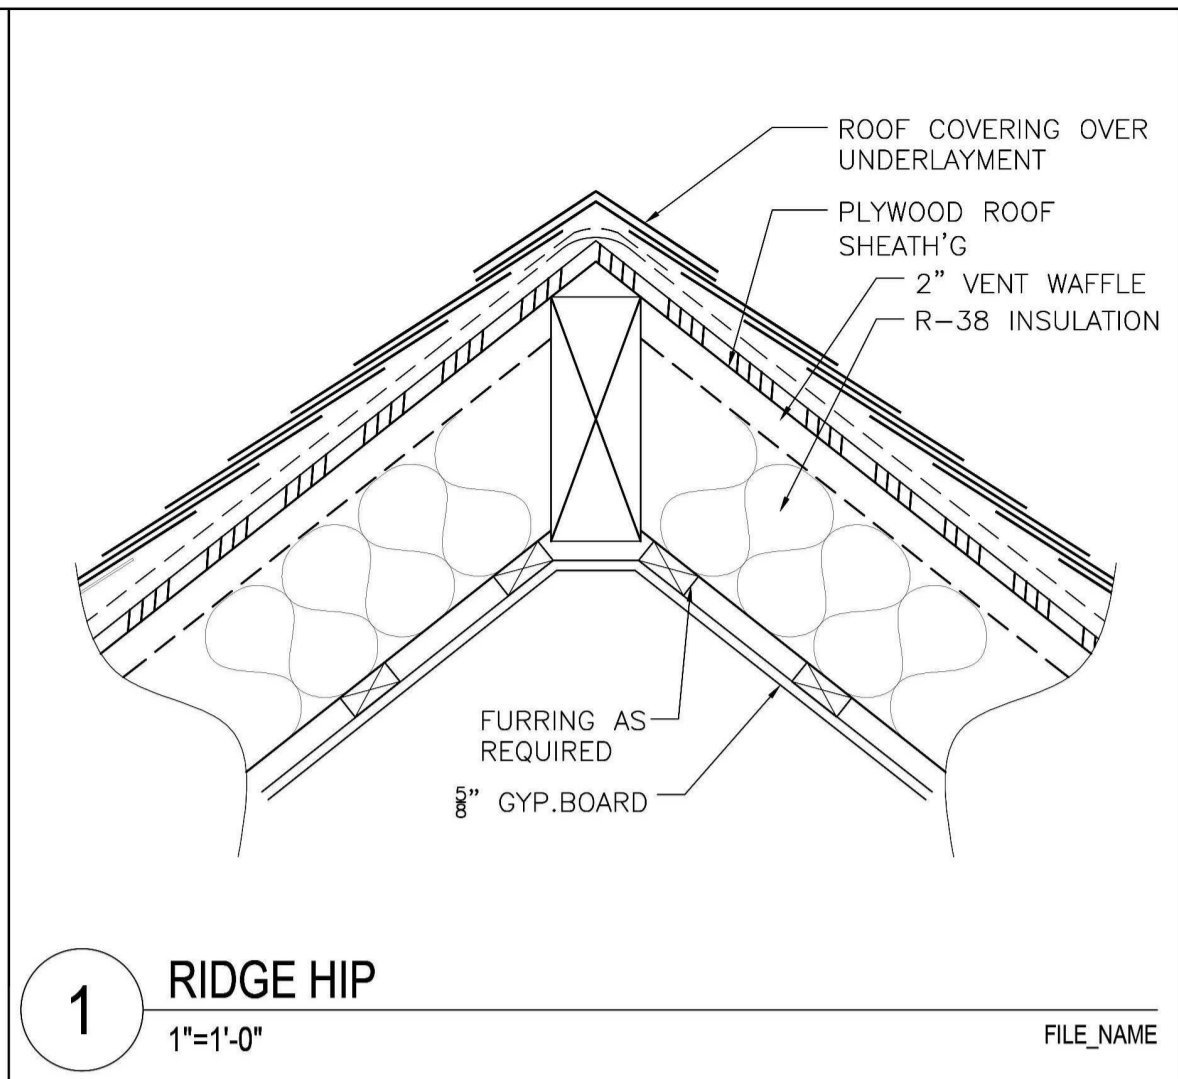 ROOF COVERING OVER
UNDERLAYMENT
PLYWOOD ROOF
SHEATH'G
2" VENT WAFFLE
R-38 INSULATION
FURRING AS
REQUIRED
5/8" GYP.BOARD
1
RIDGE HIP
1"=1'-0"
FILE_NAME